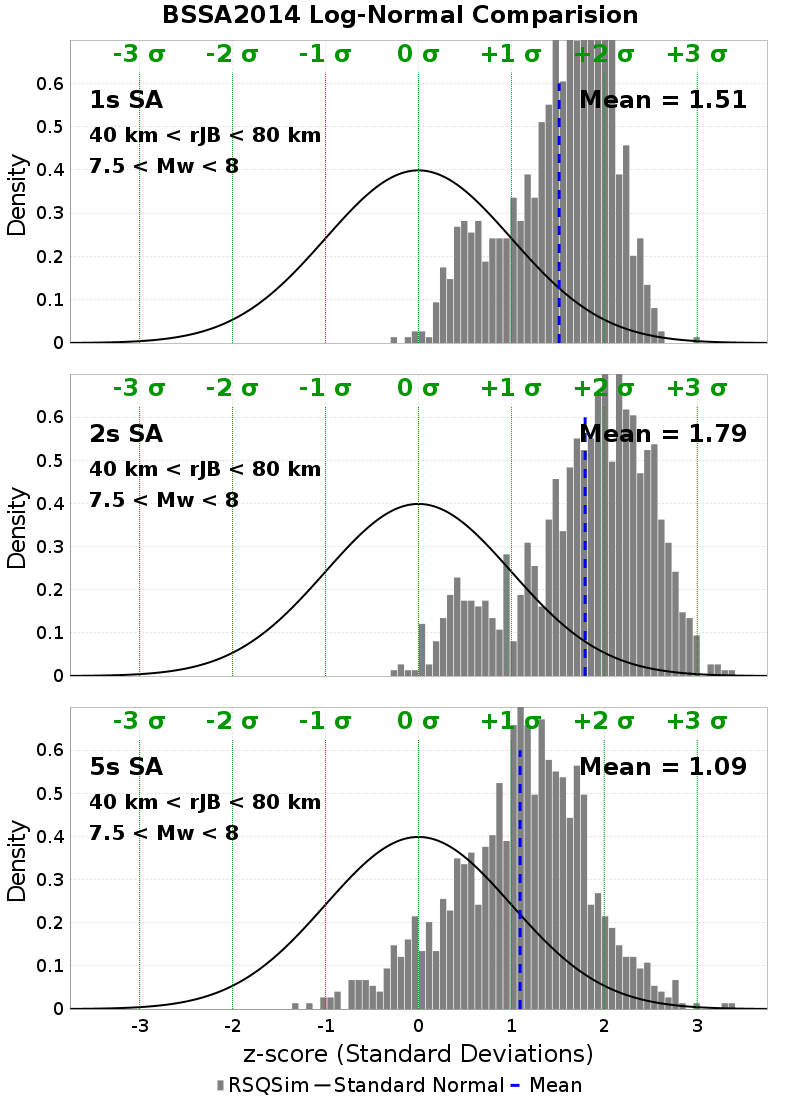 BSSA2014 Log-Normal Comparision
-3 σ -2 σ -1 σ 0 σ +1 σ +2 σ +3 σ
1s SA
Mean = 1.51
40 km < rJB < 80 km
7.5 < Mw < 8
Density
0.6
0.5
0.4
0.3
0.2
0.1
0
-3 σ -2 σ -1 σ 0 σ +1 σ +2 σ +3 σ
2s SA
Mean = 1.79
40 km < rJB < 80 km
7.5 < Mw < 8
Density
0.6
0.5
0.4
0.3
0.2
0.1
0
-3 σ -2 σ -1 σ 0 σ +1 σ +2 σ +3 σ
5s SA
Mean = 1.09
40 km < rJB < 80 km
7.5 < Mw < 8
Density
0.6
0.5
0.4
0.3
0.2
0.1
0
-3 -2 -1 0 1 2 3
z-score (Standard Deviations)
RSQSim Standard Normal Mean